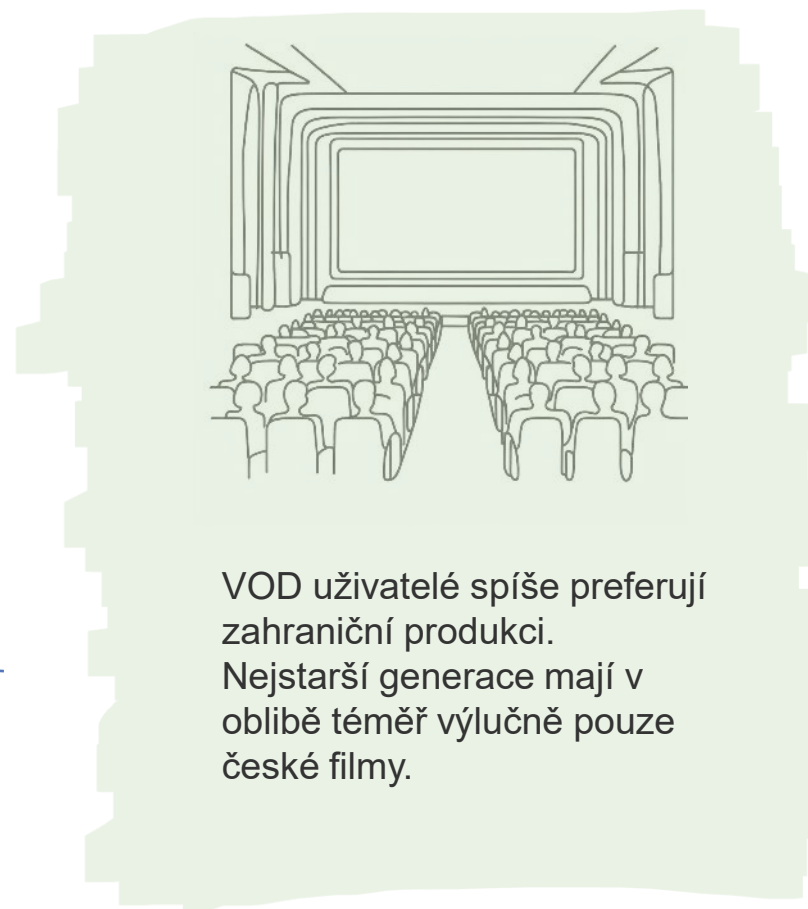 VOD uživatelé spíše preferují
zahraniční produkci.
Nejstarší generace mají v
oblibě téměř výlučně pouze
české filmy.